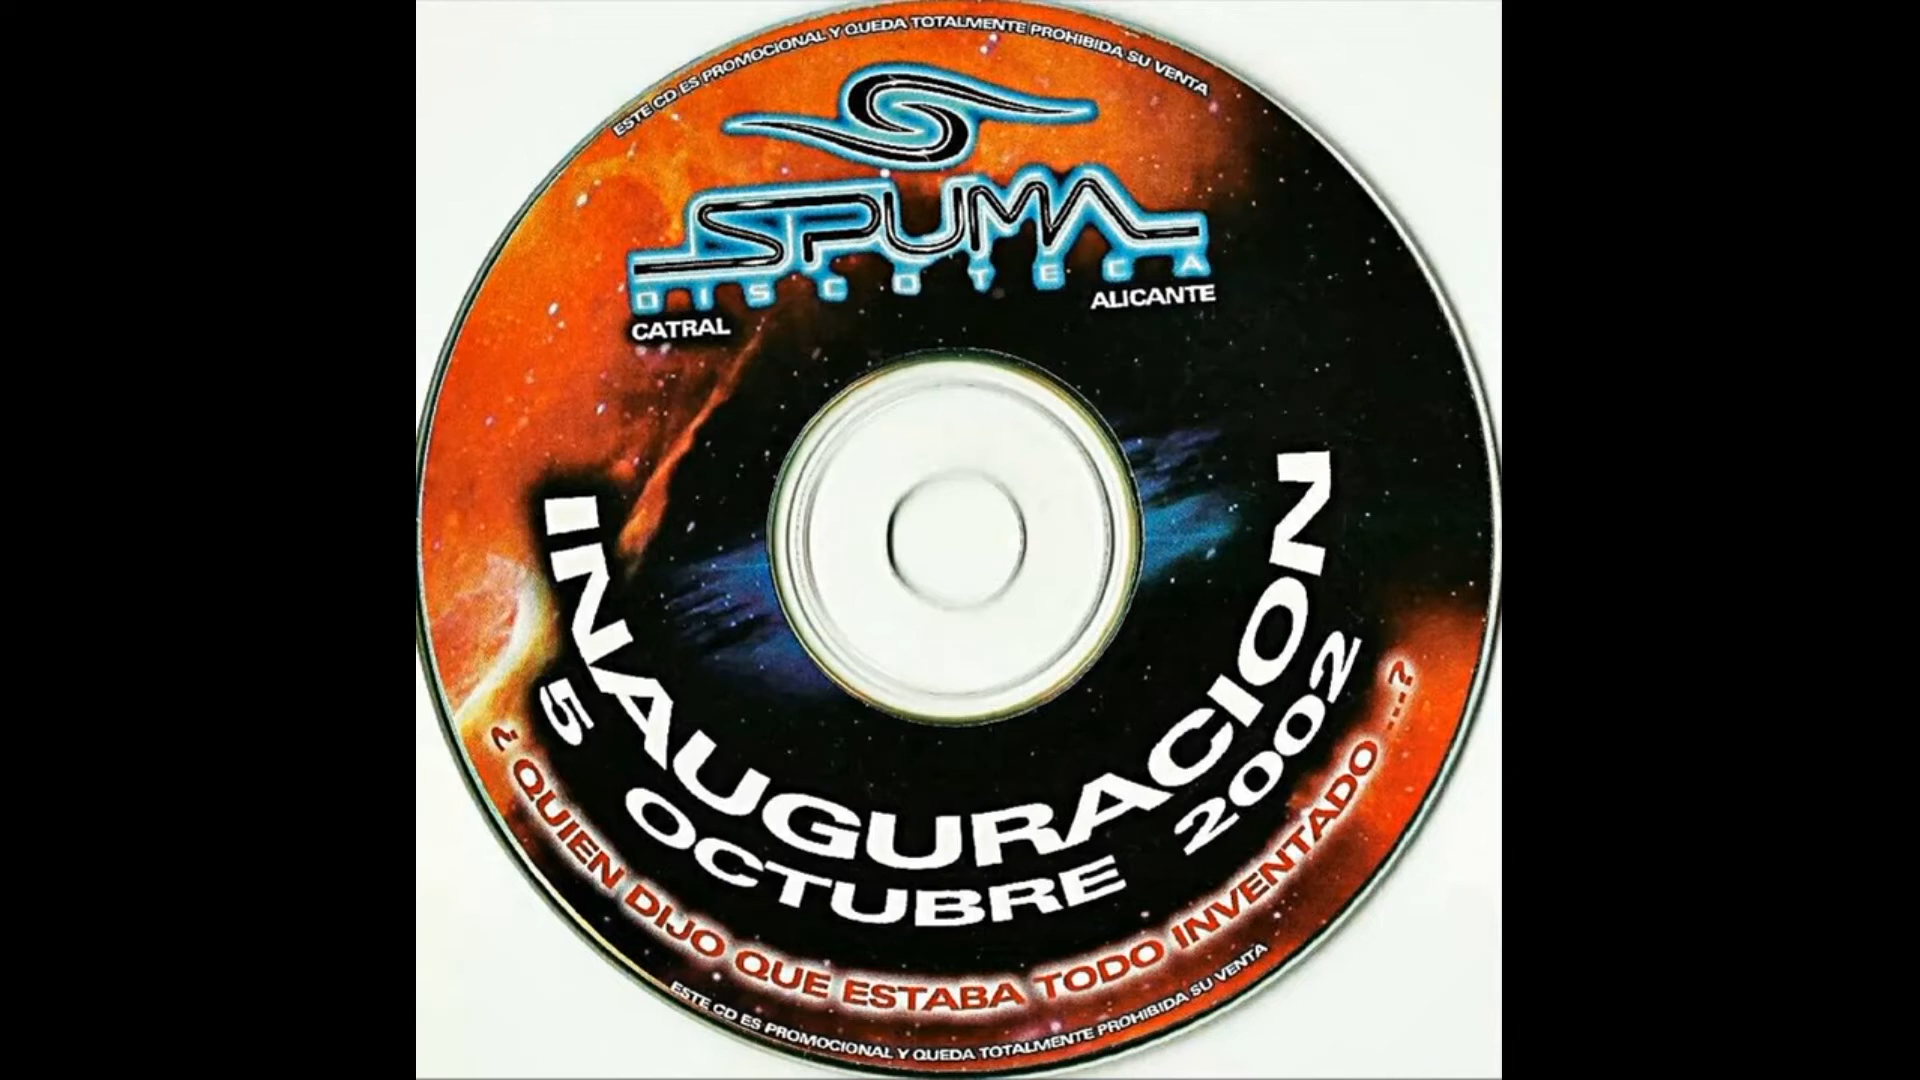 ESTE CD ES PROMOCIONAL Y QUEDA TOTALMENTE PROHIBIDA SU VENTA
SPUMA
DISCOTECA
CATRAL
ALICANTE
INAUGURACION
5 OCTUBRE 2002
¿ QUIEN DIJO QUE ESTABA TODO INVENTADO ...?
ESTE CD ES PROMOCIONAL Y QUEDA TOTALMENTE PROHIBIDA SU VENTA